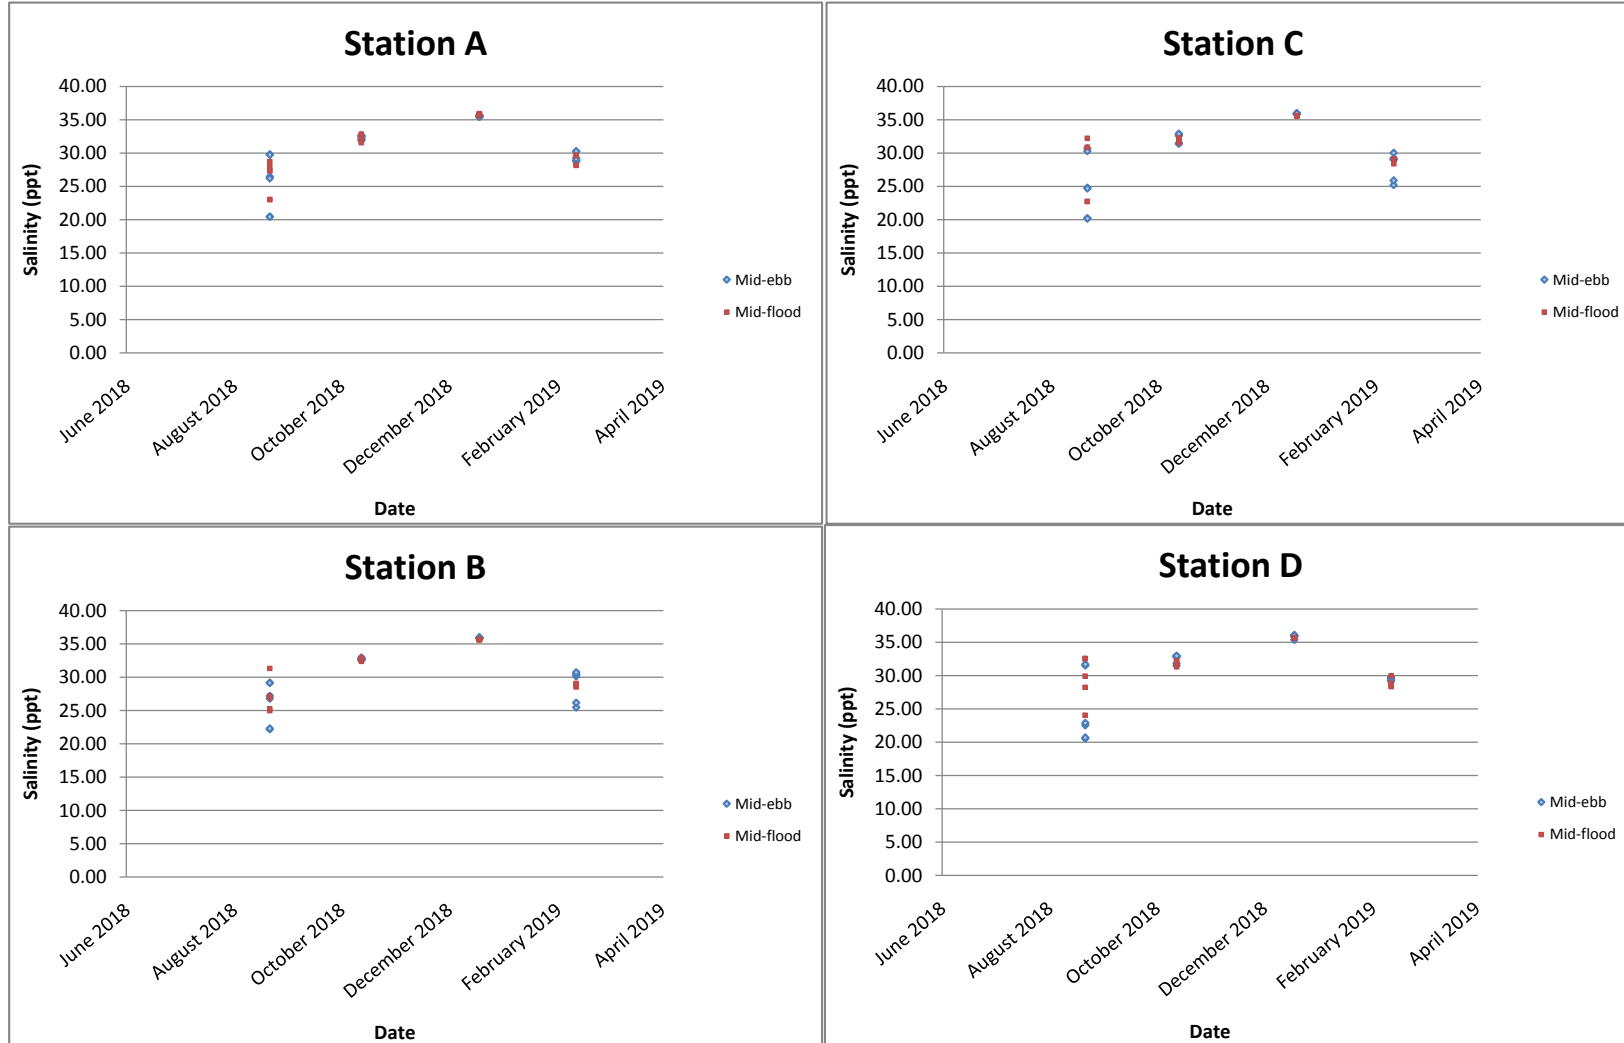 Station A
40.00
35.00
30.00
25.00
20.00
15.00
10.00
5.00
0.00
Salinity (ppt)
June 2018
August 2018
October 2018
December 2018
February 2019
April 2019
Date
Mid-ebb
Mid-flood
Station C
40.00
35.00
30.00
25.00
20.00
15.00
10.00
5.00
0.00
Salinity (ppt)
June 2018
August 2018
October 2018
December 2018
February 2019
April 2019
Date
Mid-ebb
Mid-flood
Station B
40.00
35.00
30.00
25.00
20.00
15.00
10.00
5.00
0.00
Salinity (ppt)
June 2018
August 2018
October 2018
December 2018
February 2019
April 2019
Date
Mid-ebb
Mid-flood
Station D
40.00
35.00
30.00
25.00
20.00
15.00
10.00
5.00
0.00
Salinity (ppt)
June 2018
August 2018
October 2018
December 2018
February 2019
April 2019
Date
Mid-ebb
Mid-flood